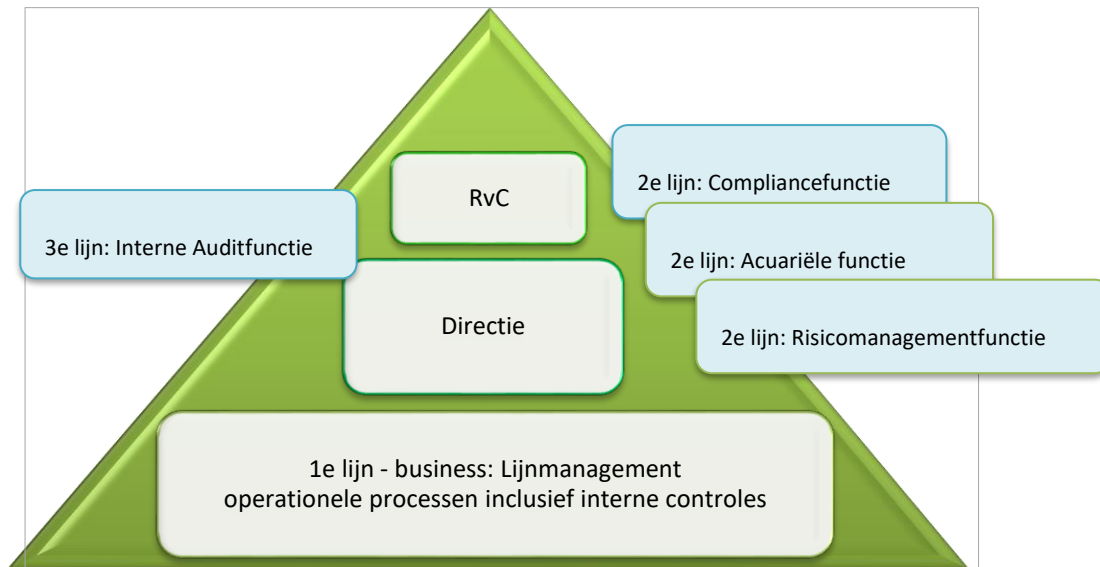 RvC
2e lijn: Compliancefunctie
3e lijn: Interne Auditfunctie
2e lijn: Acuariële functie
Directie
2e lijn: Risicomanagementfunctie
1e lijn - business: Lijnmanagement
operationele processen inclusief interne controles